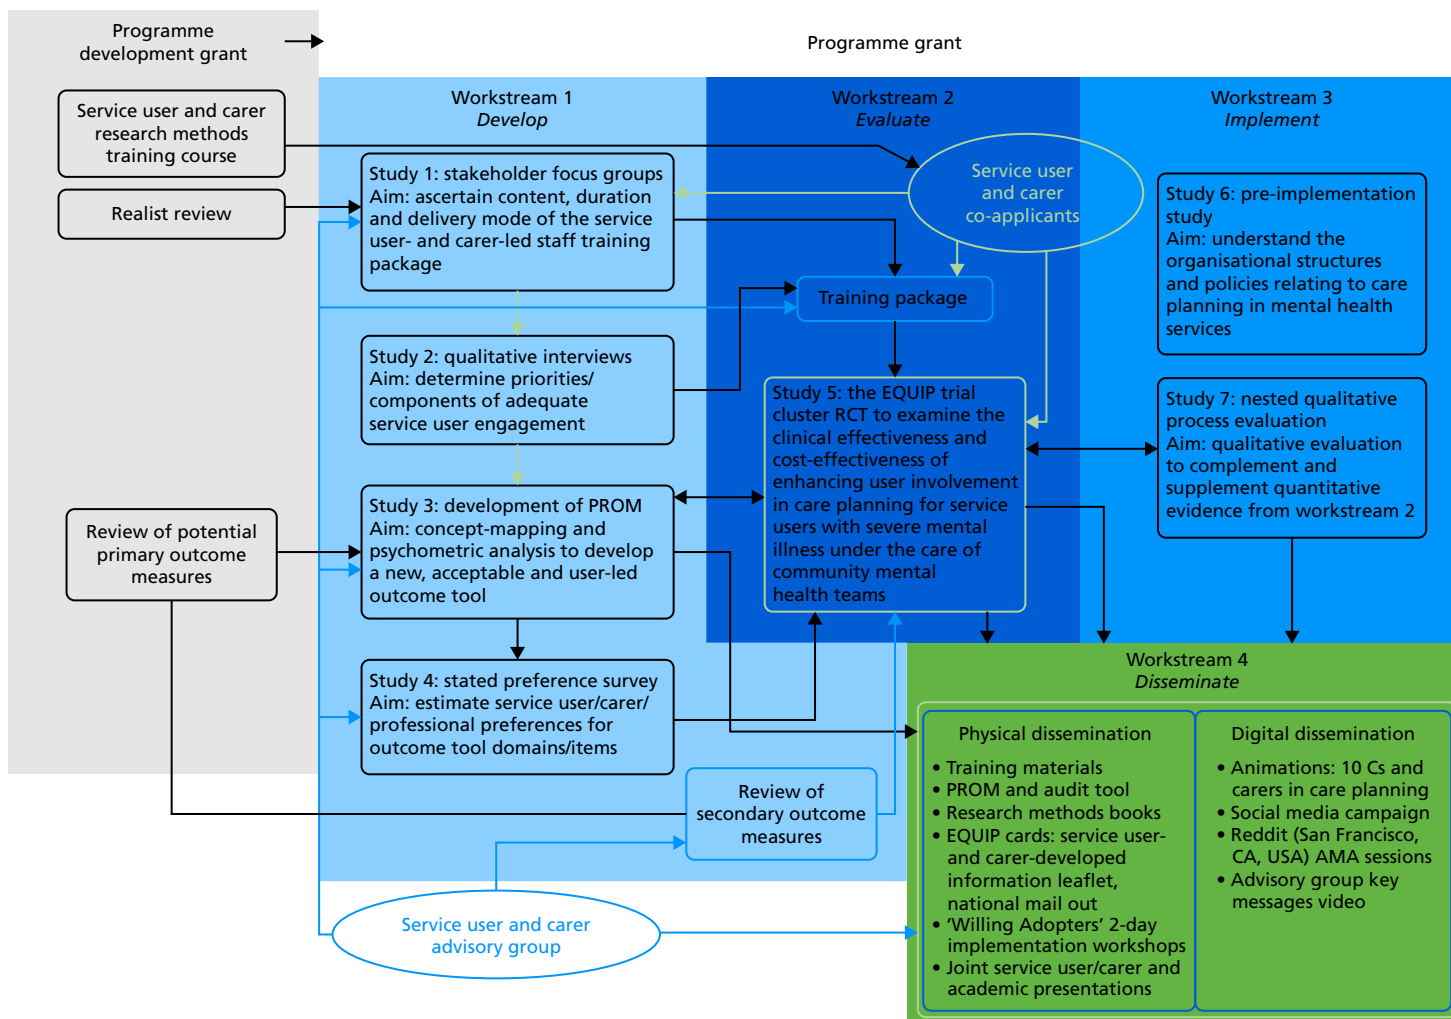 Programme
development grant
Programme grant
Service user and carer
research methods
training course
Realist review
Review of potential
primary outcome
measures
Workstream 1
Develop
Study 1: stakeholder focus groups
Aim: ascertain content, duration
and delivery mode of the service
user- and carer-led staff training
package
Study 2: qualitative interviews
Aim: determine priorities/
components of adequate
service user engagement
Study 3: development of PROM
Aim: concept-mapping and
psychometric analysis to develop
a new, acceptable and user-led
outcome tool
Study 4: stated preference survey
Aim: estimate service user/carer/
professional preferences for
outcome tool domains/items
Review of
secondary outcome
measures
Service user and carer
advisory group
Workstream 2
Evaluate
Service user
and carer
co-applicants
Training package
Study 5: the EQUIP trial
cluster RCT to examine the
clinical effectiveness and
cost-effectiveness of
enhancing user involvement
in care planning for service
users with severe mental
illness under the care of
community mental
health teams
Workstream 3
Implement
Study 6: pre-implementation
study
Aim: understand the
organisational structures
and policies relating to care
planning in mental health
services
Study 7: nested qualitative
process evaluation
Aim: qualitative evaluation
to complement and
supplement quantitative
evidence from workstream 2
Workstream 4
Disseminate
Physical dissemination
• Training materials
• PROM and audit tool
• Research methods books
• EQUIP cards: service user-
and carer-developed
information leaflet,
national mail out
• ‘Willing Adopters’ 2-day
implementation workshops
• Joint service user/carer and
academic presentations
Digital dissemination
• Animations: 10 Cs and
carers in care planning
• Social media campaign
• Reddit (San Francisco,
CA, USA) AMA sessions
• Advisory group key
messages video